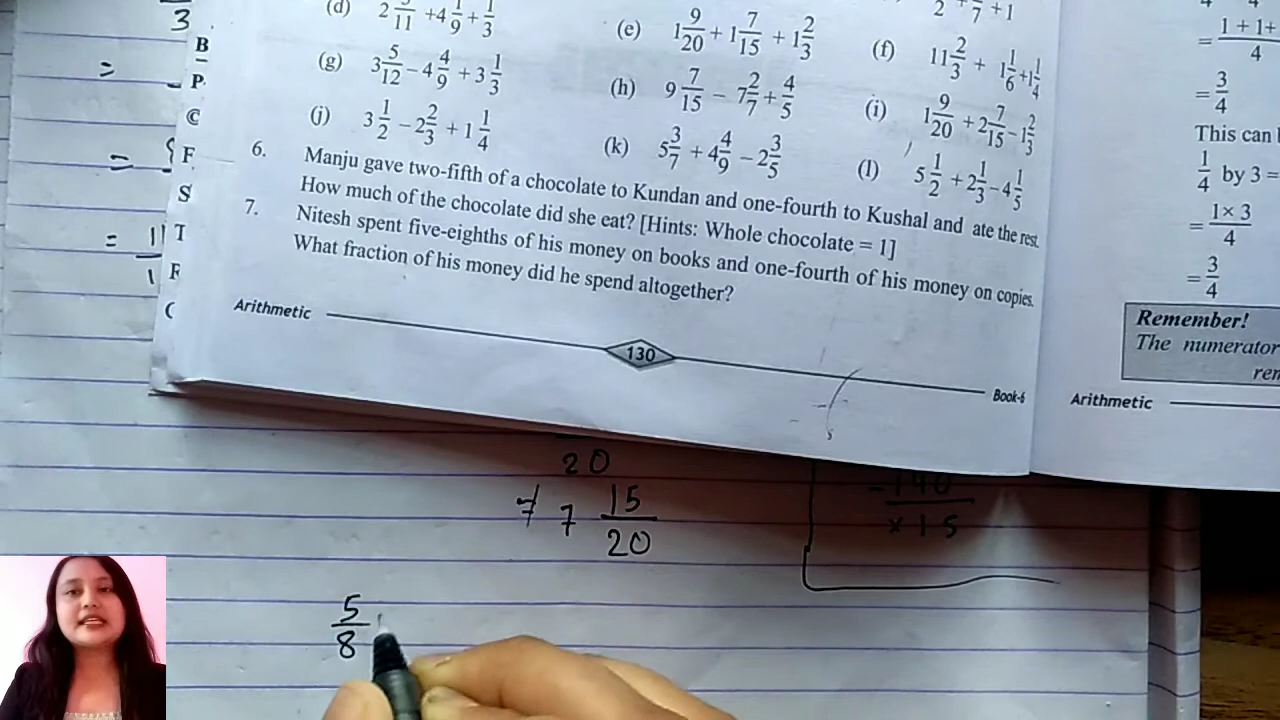 3
=
=
=
B
P.
©
F
S
T
F
(d) 2 /11 + 4 1/9 + 1/3
(e) 1 9/20 + 1 7/15 + 1 2/3
(f) 11 2/3 + 1 1/6 + 1 1/4
(g) 3 5/12 – 4 4/9 + 3 1/3
(h) 9 7/15 – 7 2/7 + 4/5
(i) 1 9/20 + 2 7/15 – 1 2/3
(j) 3 1/2 – 2 2/3 + 1 1/4
(k) 5 3/7 + 4 4/9 – 2 3/5
(l) 5 1/2 + 2 1/3 – 4 1/5
6. Manju gave two-fifth of a chocolate to Kundan and one-fourth to Kushal and ate the rest.
How much of the chocolate did she eat? [Hints: Whole chocolate = 1]
7. Nitesh spent five-eighths of his money on books and one-fourth of his money on copies.
What fraction of his money did he spend altogether?
Arithmetic 130 Book-6
= 1 + 1+ / 4
= 3/4
This can
1/4 by 3 =
= 1 × 3 / 4
= 3/4
Remember!
The numerator
Arithmetic
20
7 15/20
× 15
5/8